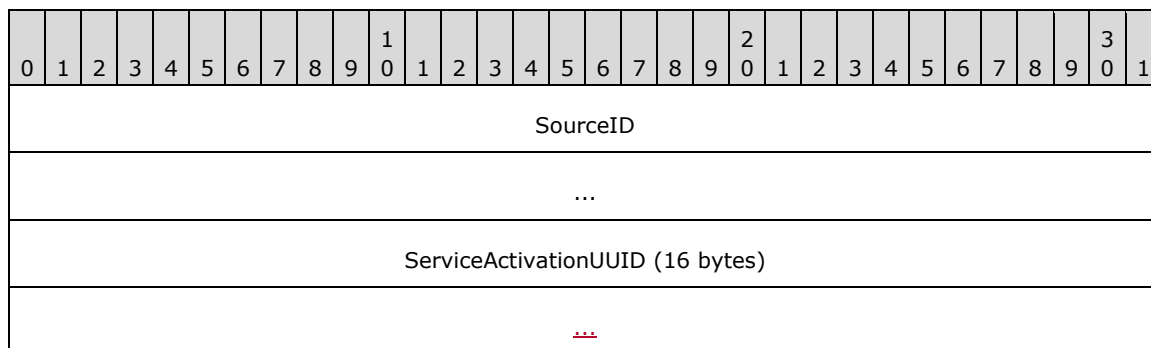 1 2 3
0 1 2 3 4 5 6 7 8 9 0 1 2 3 4 5 6 7 8 9 0 1 2 3 4 5 6 7 8 9 0 1
SourceID
...
ServiceActivationUUID (16 bytes)
...